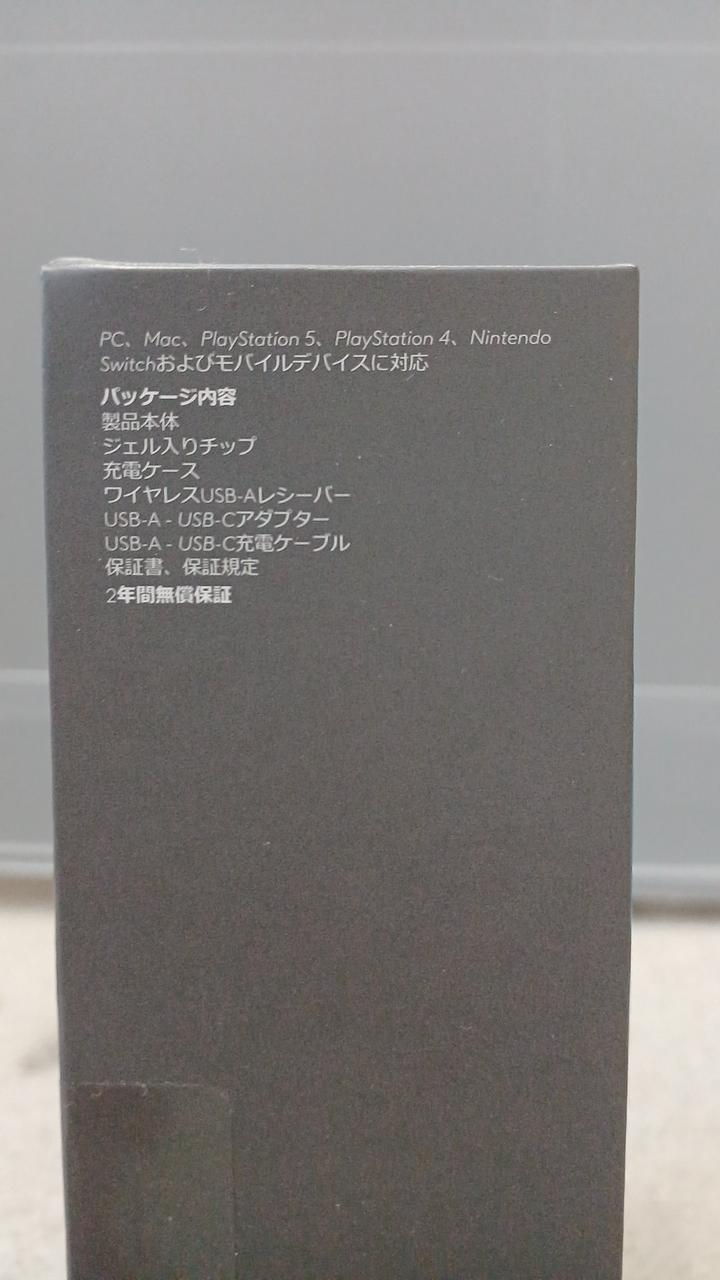 PC、Mac、PlayStation 5、PlayStation 4、Nintendo
Switchおよびモバイルデバイスに対応
パッケージ内容
製品本体
ジェル入りチップ
充電ケース
ワイヤレスUSB-Aレシーバー
USB-A - USB-Cアダプター
USB-A - USB-C充電ケーブル
保証書、保証規定
2年間無償保証